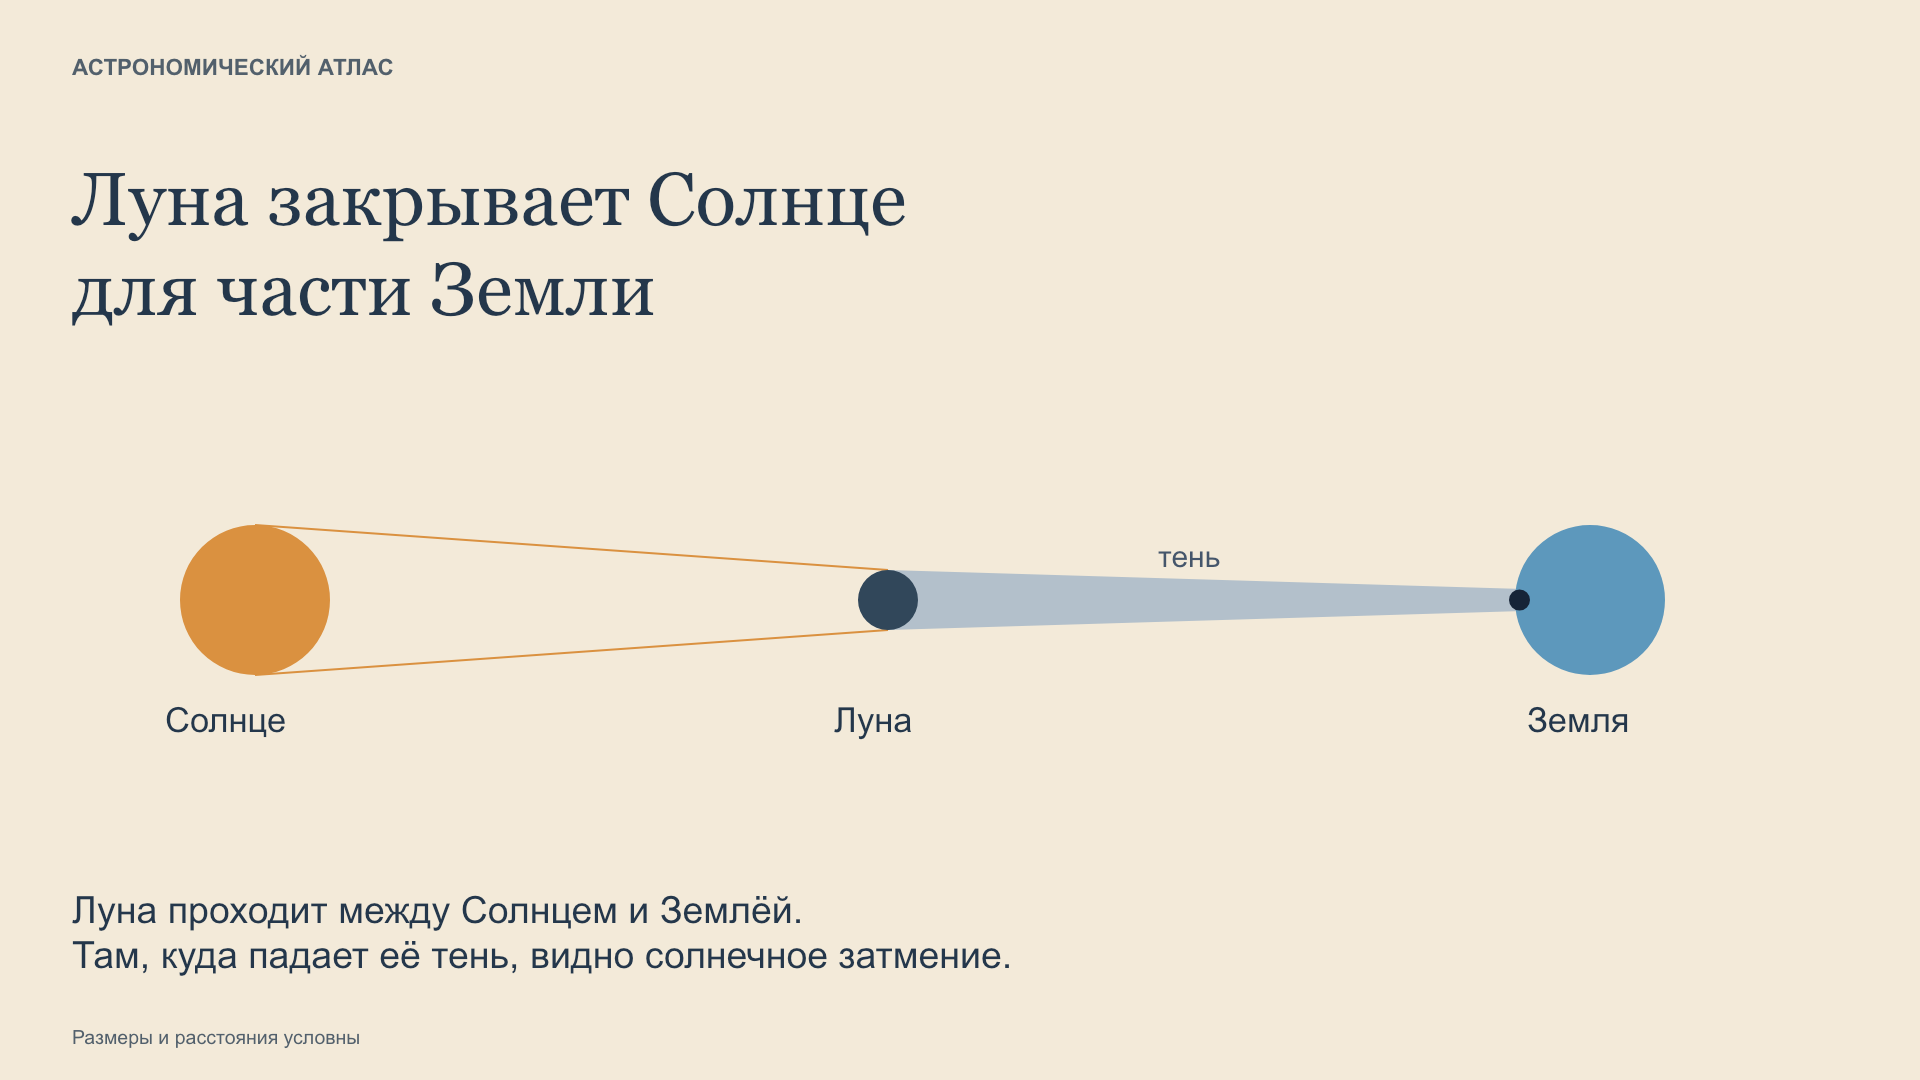 АСТРОНОМИЧЕСКИЙ АТЛАС
Луна закрывает Солнце
для части Земли
тень
Солнце
Луна
Земля
Луна проходит между Солнцем и Землёй.
Там, куда падает её тень, видно солнечное затмение.
Размеры и расстояния условны